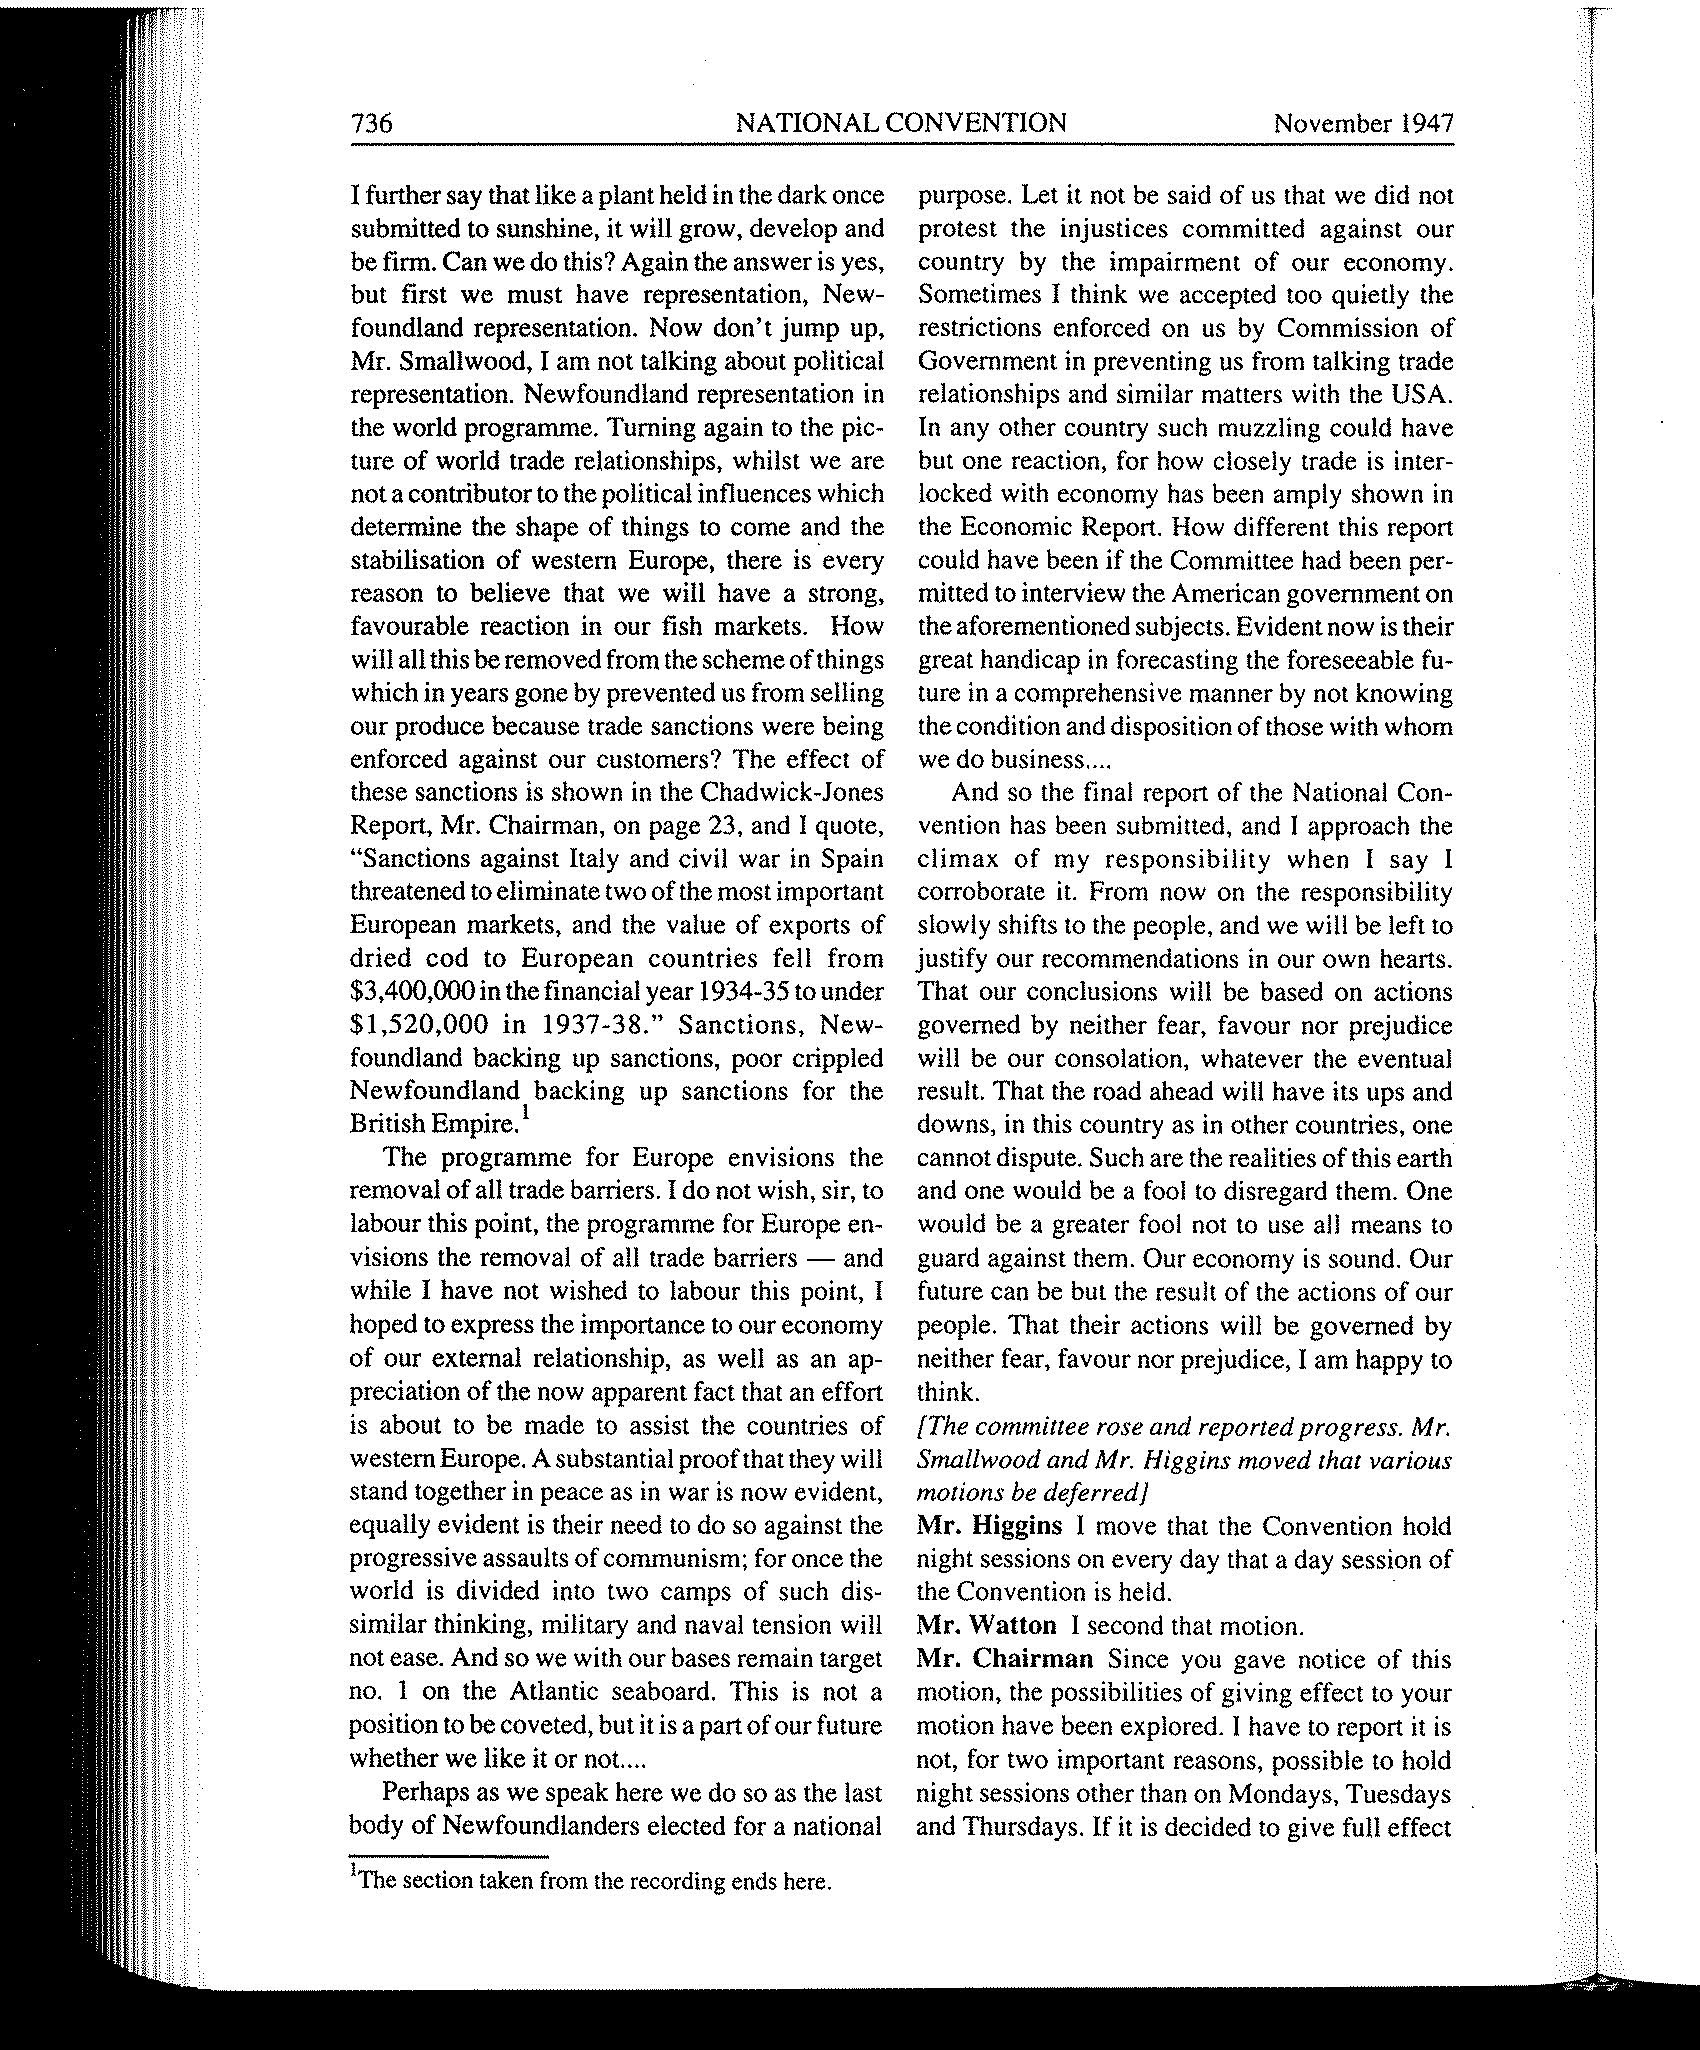 736 NATIONAL CONVENTION November 1947
I further say that like a plant held in the dark once
submitted to sunshine, it will grow, develop and
be firm. Can we do this? Again the answer is yes,
but first we must have representation, New-
foundland representation. Now don't jump up,
Mr. Smallwood, I am not talking about political
representation. Newfoundland representation in
the world programme. Turning again to the pic-
ture of world trade relationships, whilst we are
not a contributor to the political influences which
determine the shape of things to come and the
stabilisation of western Europe, there is every
reason to believe that we will have a strong,
favourable reaction in our fish markets. How
will all this be removed from the scheme of things
which in years gone by prevented us from selling
our produce because trade sanctions were being
enforced against our customers? The effect of
these sanctions is shown in the Chadwick-Jones
Report, Mr. Chairman, on page 23, and I quote,
"Sanctions against Italy and civil war in Spain
threatened to eliminate two of the most important
European markets, and the value of exports of
dried cod to European countries fell from
$3,400,000 in the financial year 1934-35 to under
$1,520,000 in 1937-38." Sanctions, New-
foundland backing up sanctions, poor crippled
Newfoundland backing up sanctions for the
British Empire.1
The programme for Europe envisions the
removal of all trade barriers. I do not wish, sir, to
labour this point, the programme for Europe en-
visions the removal of all trade barriers — and
while I have not wished to labour this point, I
hoped to express the importance to our economy
of our external relationship, as well as an ap-
preciation of the now apparent fact that an effort
is about to be made to assist the countries of
western Europe. A substantial proof that they will
stand together in peace as in war is now evident,
equally evident is their need to do so against the
progressive assaults of communism; for once the
world is divided into two camps of such dis-
similar thinking, military and naval tension will
not ease. And so we with our bases remain target
no. 1 on the Atlantic seaboard. This is not a
position to be coveted, but it is a part of our future
whether we like it or not....
Perhaps as we speak here we do so as the last
body of Newfoundlanders elected for a national
1The section taken from the recording ends here.
purpose. Let it not be said of us that we did not
protest the injustices committed against our
country by the impairment of our economy.
Sometimes I think we accepted too quietly the
restrictions enforced on us by Commission of
Government in preventing us from talking trade
relationships and similar matters with the USA.
In any other country such muzzling could have
but one reaction, for how closely trade is inter-
locked with economy has been amply shown in
the Economic Report. How different this report
could have been if the Committee had been per-
mitted to interview the American government on
the aforementioned subjects. Evident now is their
great handicap in forecasting the foreseeable fu-
ture in a comprehensive manner by not knowing
the condition and disposition of those with whom
we do business....
And so the final report of the National Con-
vention has been submitted, and I approach the
climax of my responsibility when I say I
corroborate it. From now on the responsibility
slowly shifts to the people, and we will be left to
justify our recommendations in our own hearts.
That our conclusions will be based on actions
governed by neither fear, favour nor prejudice
will be our consolation, whatever the eventual
result. That the road ahead will have its ups and
downs, in this country as in other countries, one
cannot dispute. Such are the realities of this earth
and one would be a fool to disregard them. One
would be a greater fool not to use all means to
guard against them. Our economy is sound. Our
future can be but the result of the actions of our
people. That their actions will be governed by
neither fear, favour nor prejudice, I am happy to
think.
[The committee rose and reported progress. Mr.
Smallwood and Mr. Higgins moved that various
motions be deferred]
Mr. Higgins I move that the Convention hold
night sessions on every day that a day session of
the Convention is held.
Mr. Watton I second that motion.
Mr. Chairman Since you gave notice of this
motion, the possibilities of giving effect to your
motion have been explored. I have to report it is
not, for two important reasons, possible to hold
night sessions other than on Mondays, Tuesdays
and Thursdays. If it is decided to give full effect